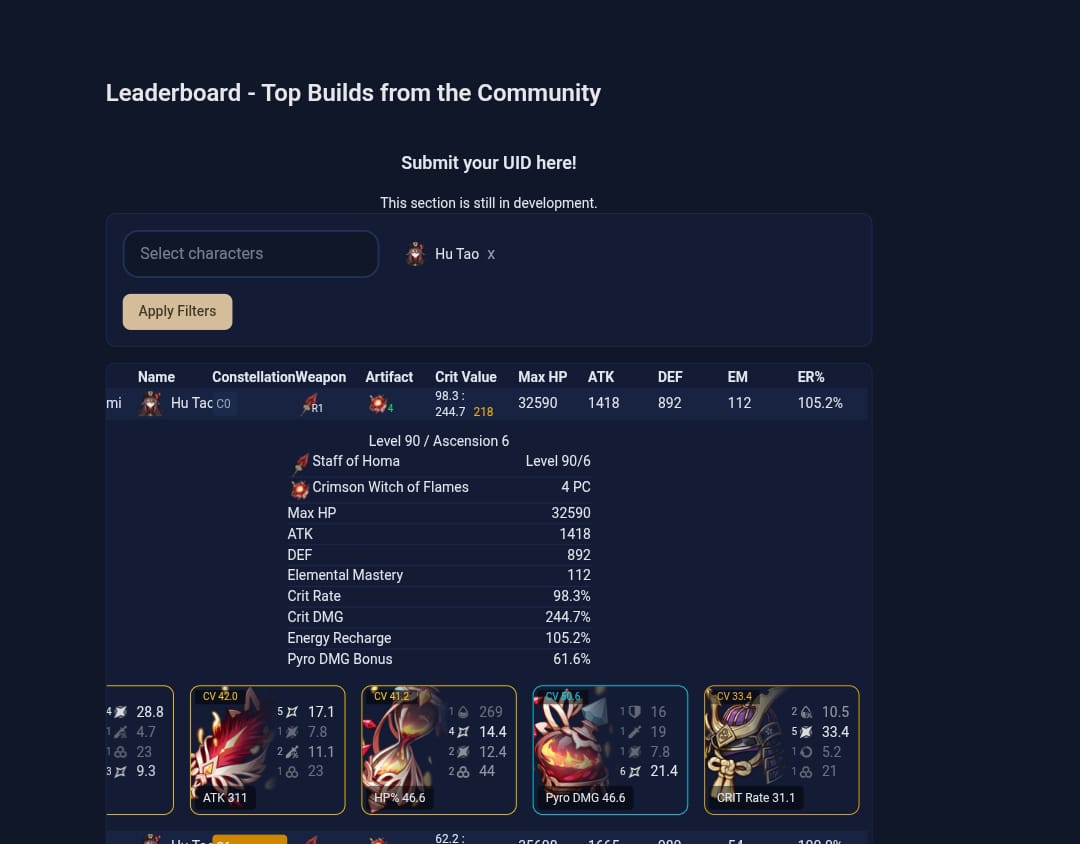 Leaderboard - Top Builds from the Community
Submit your UID here!
This section is still in development.
Select characters
Hu Tao x
Apply Filters
Name Constellation Weapon Artifact Crit Value Max HP ATK DEF EM ER%
mi Hu Tao C0 R1 4 98.3 : 244.7 218 32590 1418 892 112 105.2%
Level 90 / Ascension 6
Staff of Homa Level 90/6
Crimson Witch of Flames 4 PC
Max HP 32590
ATK 1418
DEF 892
Elemental Mastery 112
Crit Rate 98.3%
Crit DMG 244.7%
Energy Recharge 105.2%
Pyro DMG Bonus 61.6%
4 28.8
1 4.7
1 23
3 9.3
CV 42.0
5 17.1
1 7.8
2 11.1
1 23
ATK 311
CV 41.2
1 269
4 14.4
2 12.4
2 44
HP% 46.6
CV 50.6
1 16
1 19
1 7.8
6 21.4
Pyro DMG 46.6
CV 33.4
2 10.5
5 33.4
1 5.2
1 21
CRIT Rate 31.1
62.2 :